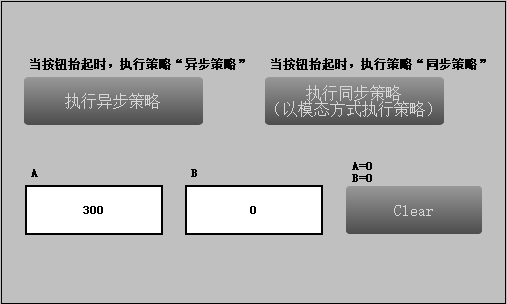 当按钮抬起时，执行策略“异步策略”
当按钮抬起时，执行策略“同步策略”
执行异步策略
执行同步策略
（以模态方式执行策略）
A
B
A=0
B=0
300
0
Clear